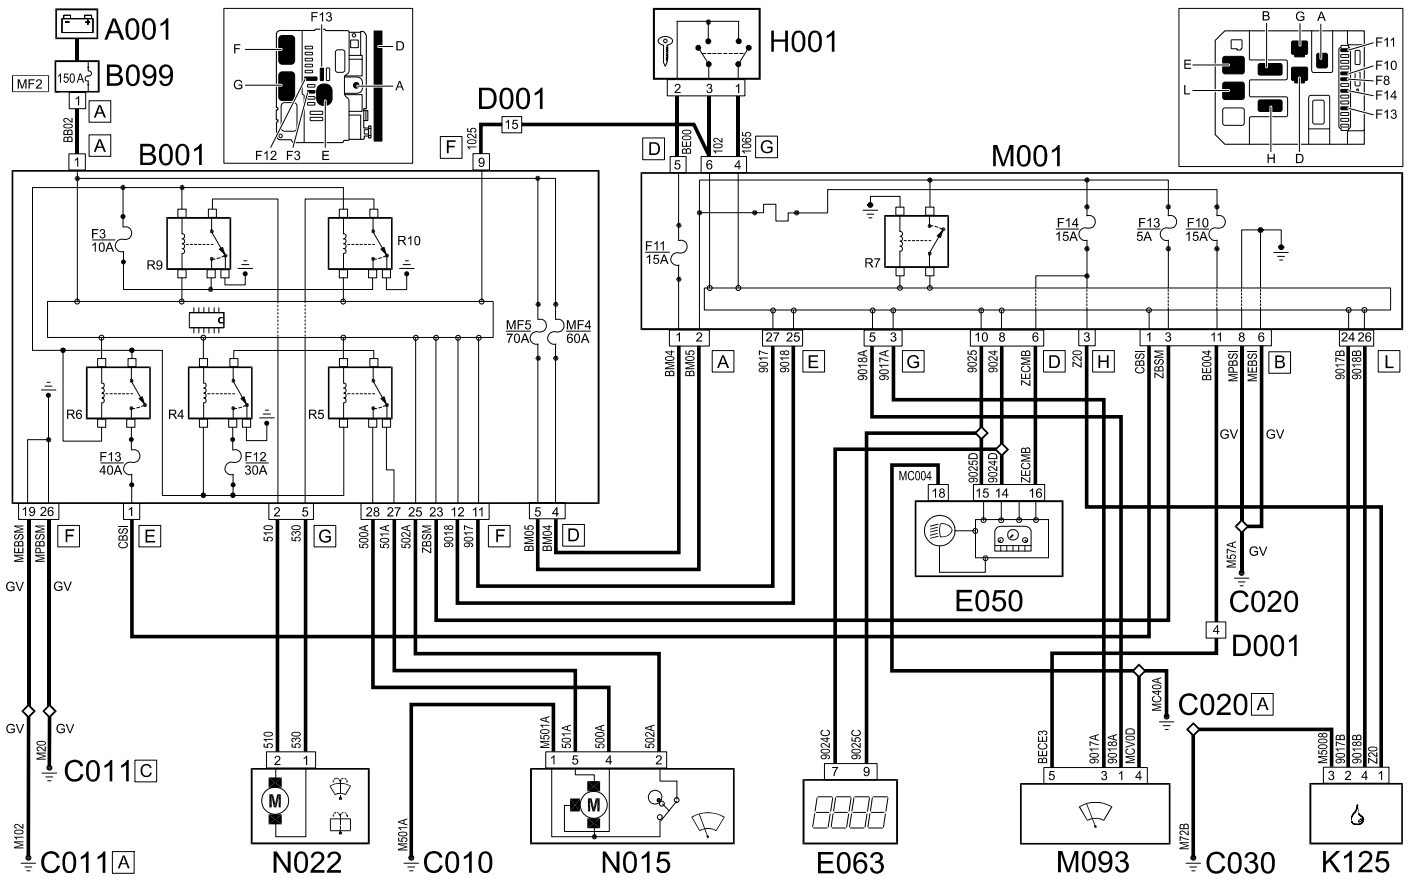 A001
F13
F
D
G
A
F12 F3 E
H001
B G A
F11
E
F10
F8
L
F14
F13
H D
150A
B099
MF2
1
A
BB02
A
1
B001
D001
15
F
1025
9
2 3 1
BE00
102
1065
D
5
6
4
G
M001
F3
10A
R9
R10
MF5
70A
MF4
60A
R6
R4
R5
F13
40A
F12
30A
F11
15A
R7
F14
15A
F13
5A
F10
15A
19 26
F
1
E
2 5
G
28 27 25 23 12 11
F
5 4
D
MEBSM
MPBSM
CBSI
510
530
500A
501A
502A
ZBSM
9018
9017
BM05
BM04
1 2
A
27 25
E
5 3
G
10 8 6
D
3
H
1 3 11 8 6
B
24 26
L
BM04
BM05
9017
9018
9018A
9017A
9025
9024
ZECMB
Z20
CBSI
ZBSM
BE004
MPBSI
MEBSI
9017B
9018B
GV
GV
9025D
9024D
ZECMB
MC004
18
15 14 16
E050
GV
GV
M57A
GV
C020
4
D001
MC40A
C020 A
GV
GV
M20
C011 C
M102
C011 A
510
530
2 1
M
N022
M501A
501A
500A
502A
1 5 4 2
M
N015
M501A
C010
9024C
9025C
7 9
E063
BECE3
9017A
9018A
MCV0D
5 3 1 4
M093
M72B
C030
M5008
9017B
9018B
Z20
3 2 4 1
K125